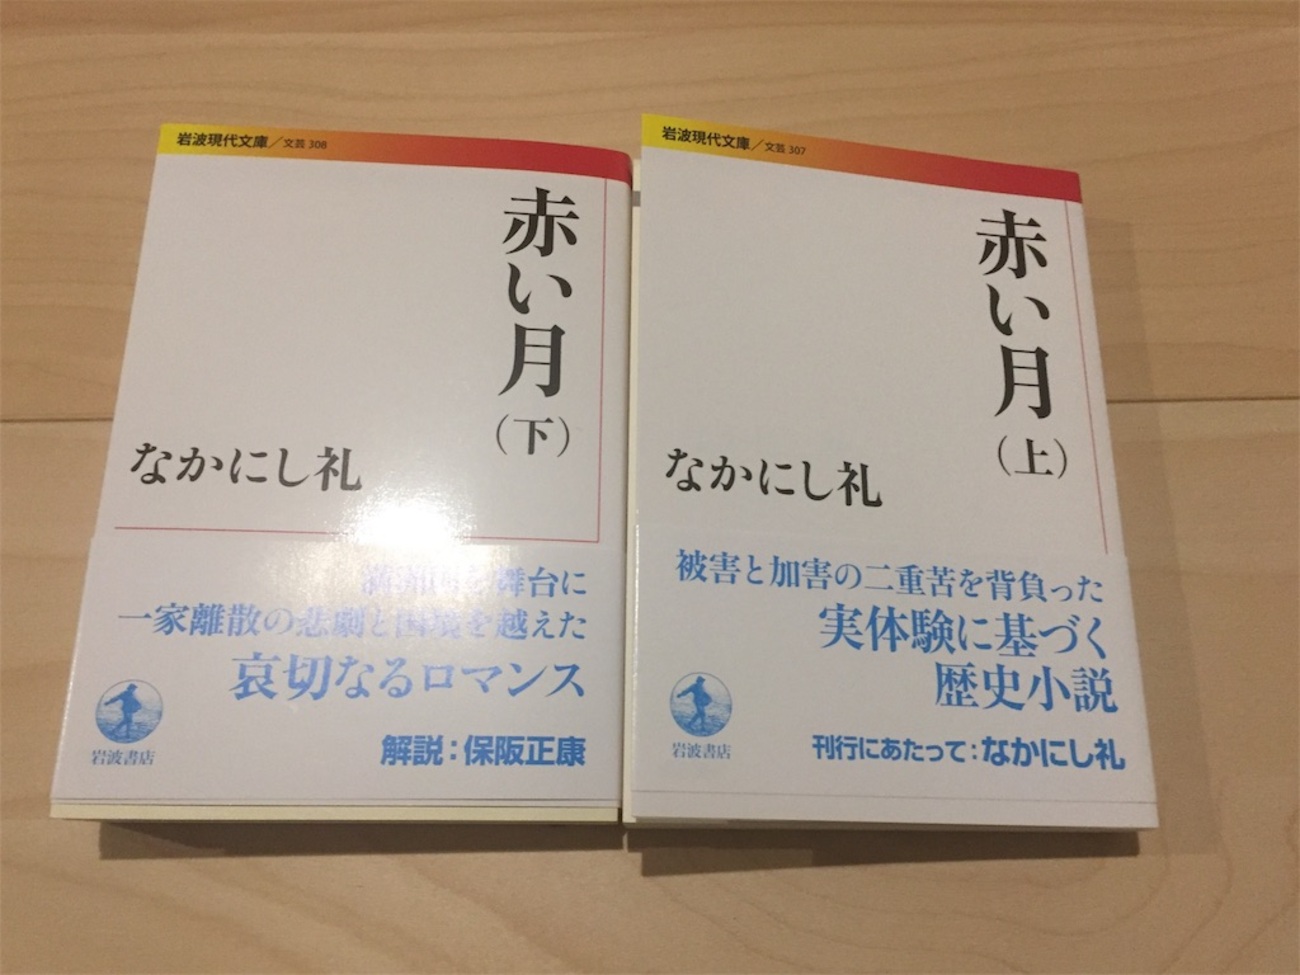 岩波現代文庫／文芸 308
赤い月（下）
なかにし礼
舞台に
一家離散の悲劇と国境を越えた
哀切なるロマンス
解説：保阪正康
岩波書店
岩波現代文庫／文芸 307
赤い月（上）
なかにし礼
被害と加害の二重苦を背負った
実体験に基づく
歴史小説
刊行にあたって：なかにし礼
岩波書店